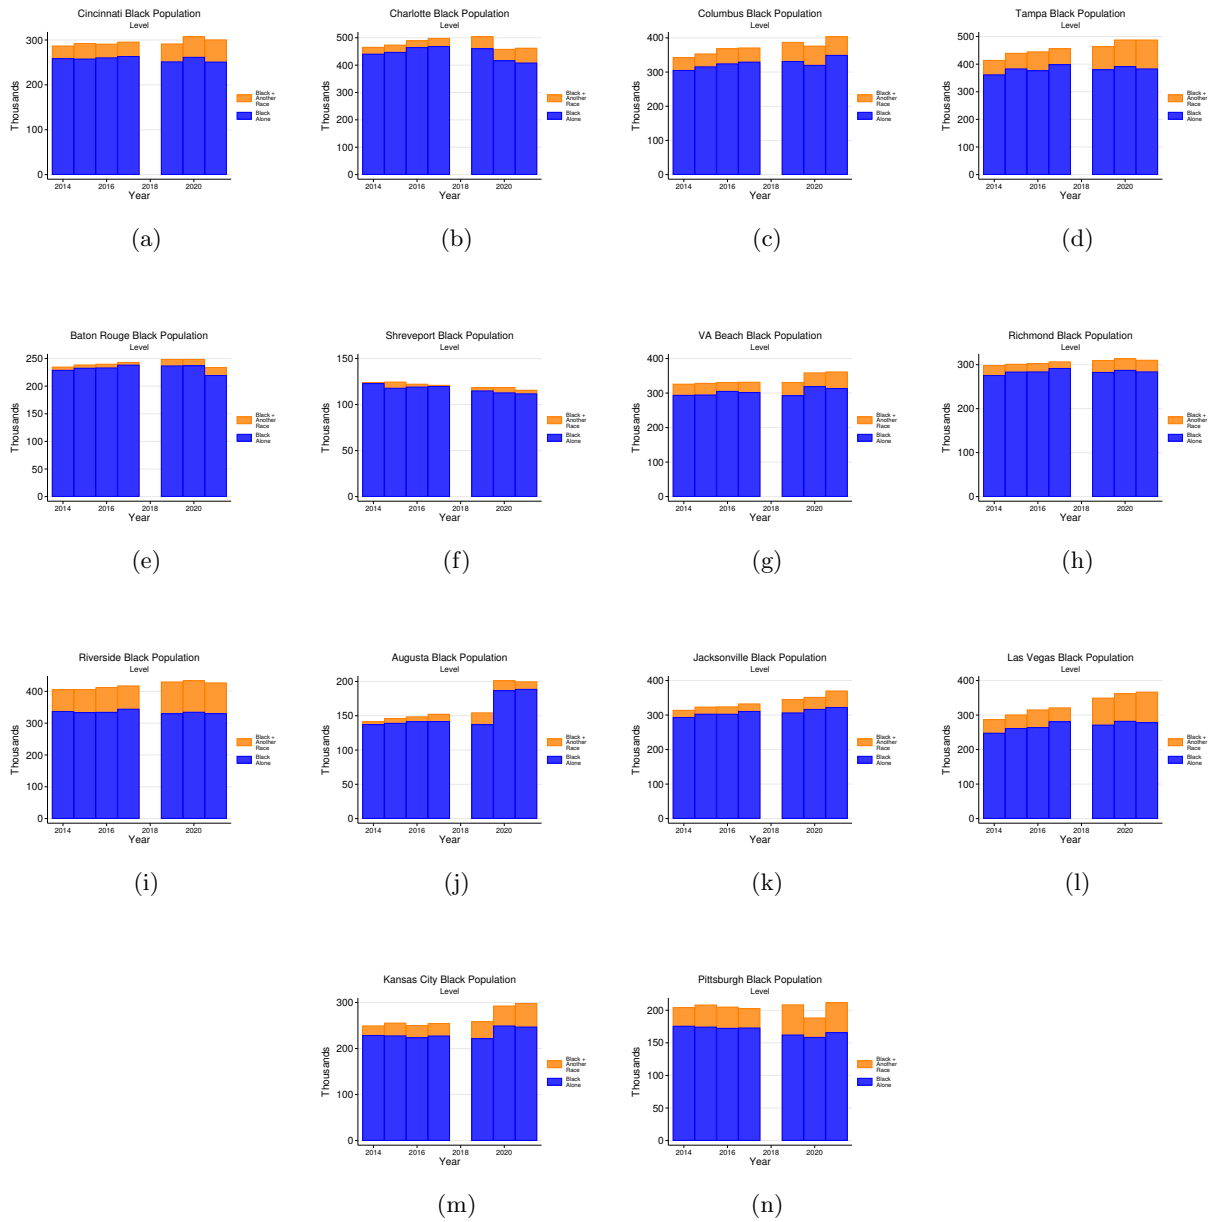 Cincinnati Black Population
Level
Thousands
300
200
100
0
2014 2016 2018 2020
Year
Black +
Another
Race
Black
Alone
(a)
Charlotte Black Population
Level
Thousands
500
400
300
200
100
0
2014 2016 2018 2020
Year
Black +
Another
Race
Black
Alone
(b)
Columbus Black Population
Level
Thousands
400
300
200
100
0
2014 2016 2018 2020
Year
Black +
Another
Race
Black
Alone
(c)
Tampa Black Population
Level
Thousands
500
400
300
200
100
0
2014 2016 2018 2020
Year
Black +
Another
Race
Black
Alone
(d)
Baton Rouge Black Population
Level
Thousands
250
200
150
100
50
0
2014 2016 2018 2020
Year
Black +
Another
Race
Black
Alone
(e)
Shreveport Black Population
Level
Thousands
150
100
50
0
2014 2016 2018 2020
Year
Black +
Another
Race
Black
Alone
(f)
VA Beach Black Population
Level
Thousands
400
300
200
100
0
2014 2016 2018 2020
Year
Black +
Another
Race
Black
Alone
(g)
Richmond Black Population
Level
Thousands
300
200
100
0
2014 2016 2018 2020
Year
Black +
Another
Race
Black
Alone
(h)
Riverside Black Population
Level
Thousands
400
300
200
100
0
2014 2016 2018 2020
Year
Black +
Another
Race
Black
Alone
(i)
Augusta Black Population
Level
Thousands
200
150
100
50
0
2014 2016 2018 2020
Year
Black +
Another
Race
Black
Alone
(j)
Jacksonville Black Population
Level
Thousands
400
300
200
100
0
2014 2016 2018 2020
Year
Black +
Another
Race
Black
Alone
(k)
Las Vegas Black Population
Level
Thousands
400
300
200
100
0
2014 2016 2018 2020
Year
Black +
Another
Race
Black
Alone
(l)
Kansas City Black Population
Level
Thousands
300
200
100
0
2014 2016 2018 2020
Year
Black +
Another
Race
Black
Alone
(m)
Pittsburgh Black Population
Level
Thousands
200
150
100
50
0
2014 2016 2018 2020
Year
Black +
Another
Race
Black
Alone
(n)